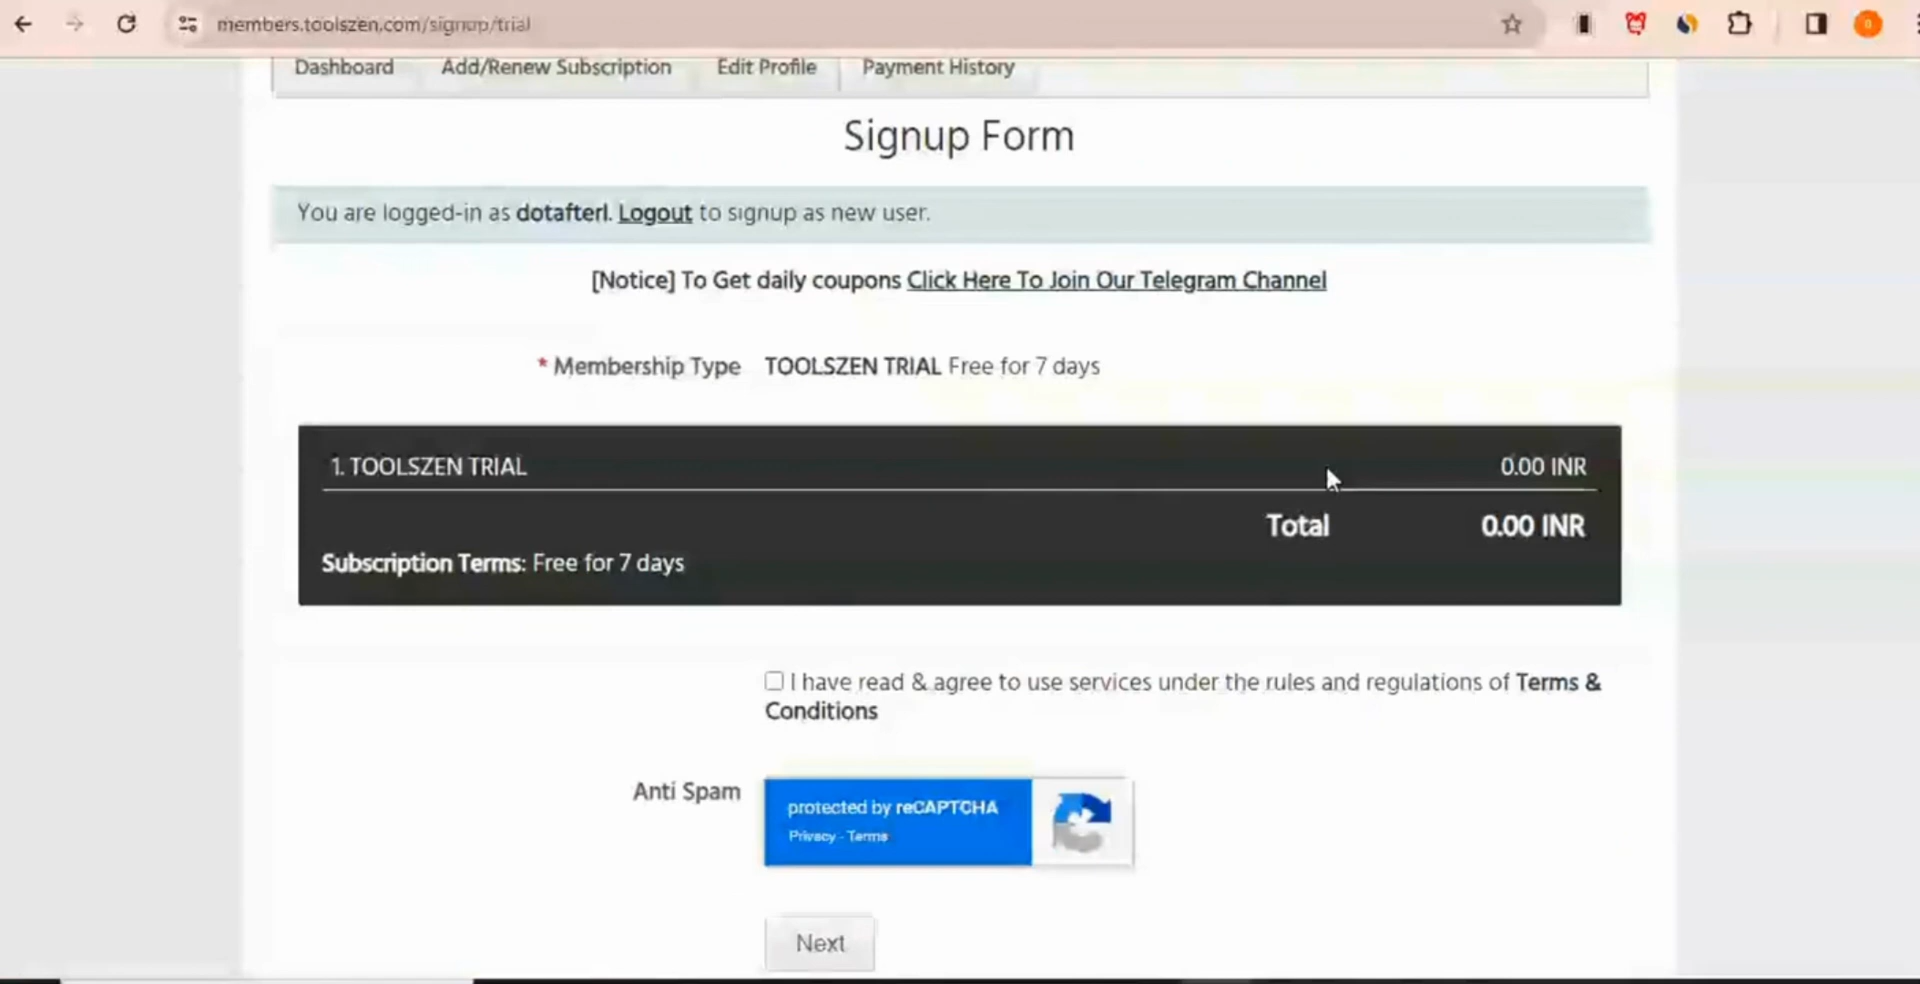 members.toolszen.com/signup/trial
Dashboard Add/Renew Subscription Edit Profile Payment History
Signup Form
You are logged-in as dotafterl. Logout to signup as new user.
[Notice] To Get daily coupons Click Here To Join Our Telegram Channel
* Membership Type TOOLSZEN TRIAL Free for 7 days
1. TOOLSZEN TRIAL 0.00 INR
Total 0.00 INR
Subscription Terms: Free for 7 days
I have read & agree to use services under the rules and regulations of Terms &
Conditions
Anti Spam
protected by reCAPTCHA
Privacy - Terms
Next